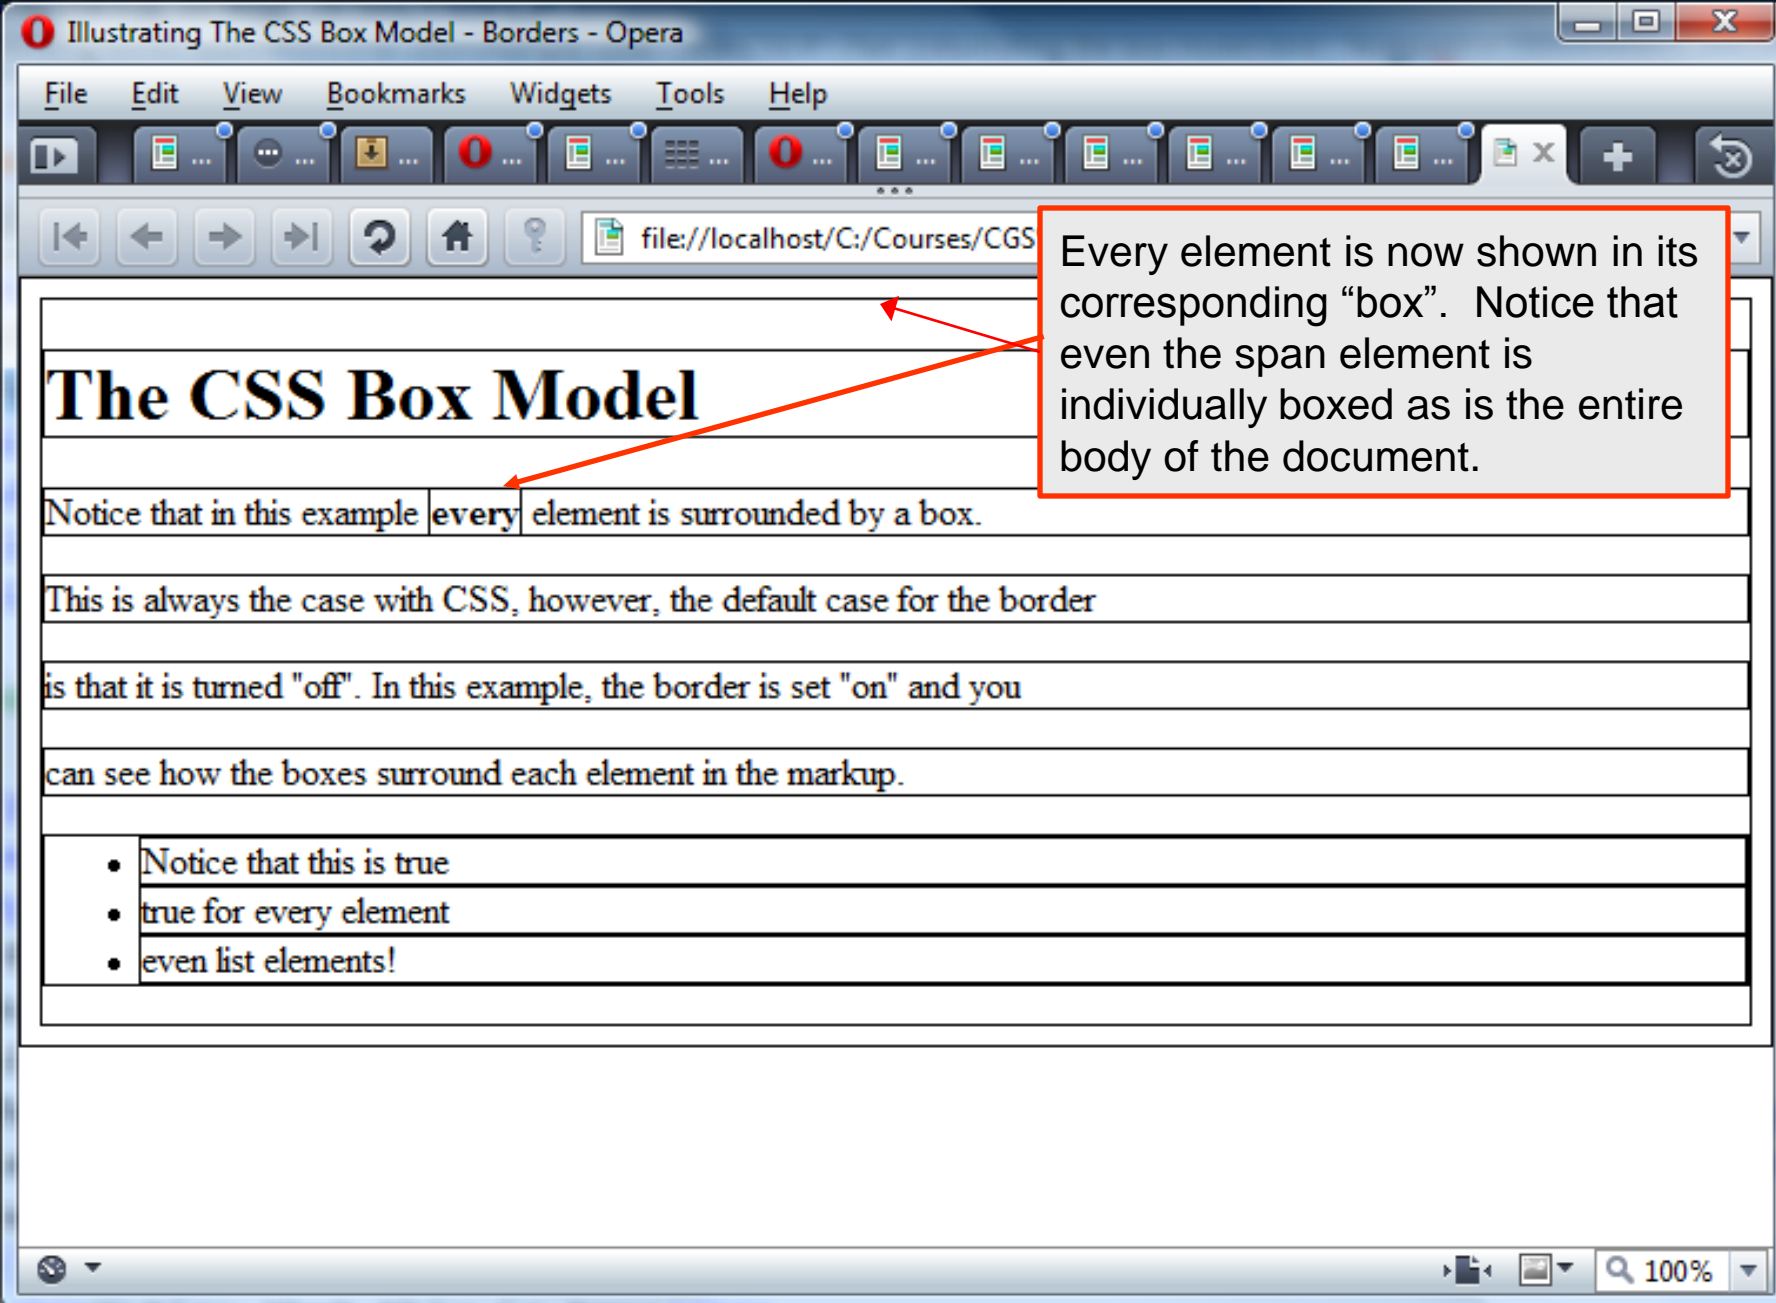 Illustrating The CSS Box Model - Borders - Opera
File Edit View Bookmarks Widgets Tools Help
... ... ... ... ... ... ... ... ... ... ... ... ...
file://localhost/C:/Courses/CGS
Every element is now shown in its
corresponding “box”. Notice that
even the span element is
individually boxed as is the entire
body of the document.
The CSS Box Model
Notice that in this example every element is surrounded by a box.
This is always the case with CSS, however, the default case for the border
is that it is turned "off". In this example, the border is set "on" and you
can see how the boxes surround each element in the markup.
• Notice that this is true
• true for every element
• even list elements!
100%